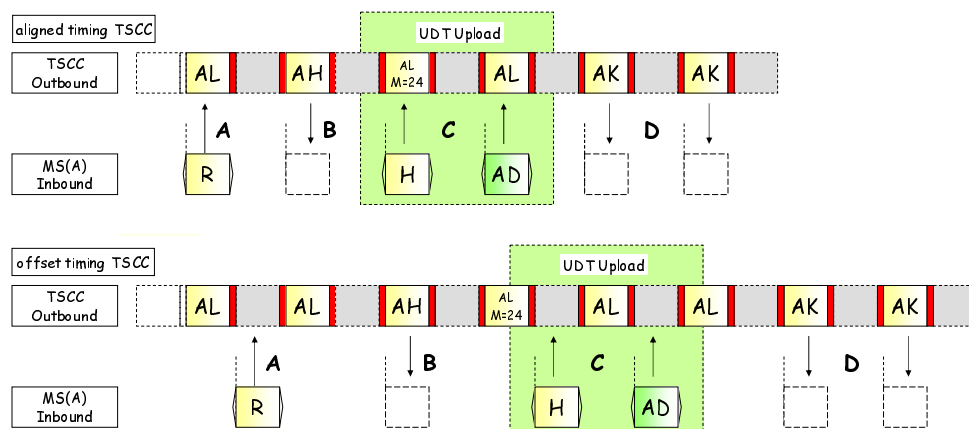 aligned timing TSCC
UDT Upload
TSCC
Outbound
AL
AH
AL
M=24
AL
AK
AK
A
B
C
D
MS(A)
Inbound
R
H
AD
offset timing TSCC
UDT Upload
TSCC
Outbound
AL
AL
AH
AL
M=24
AL
AL
AK
AK
A
B
C
D
MS(A)
Inbound
R
H
AD